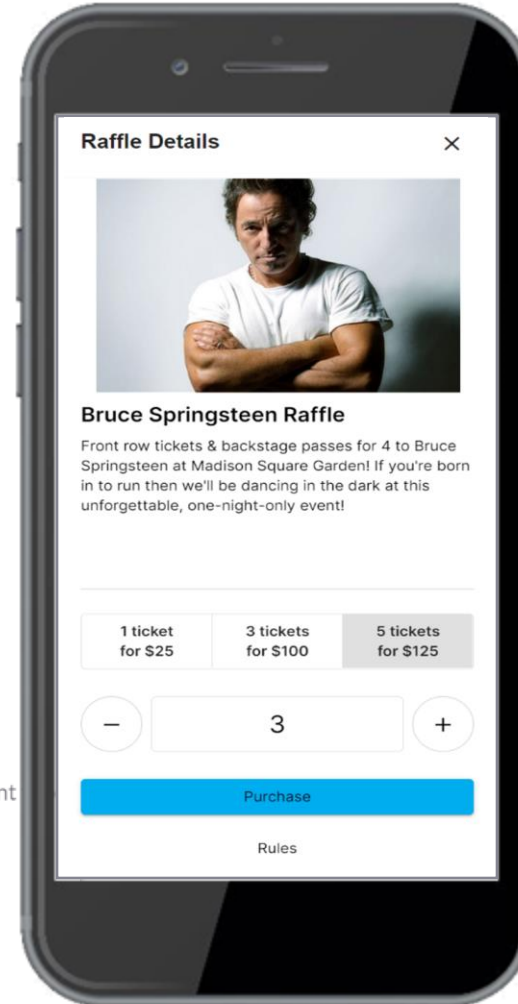 Raffle Details
Bruce Springsteen Raffle
Front row tickets & backstage passes for 4 to Bruce
Springsteen at Madison Square Garden! If you're born
in to run then we'll be dancing in the dark at this
unforgettable, one-night-only event!
1 ticket
for $25
3 tickets
for $100
5 tickets
for $125
− 3 +
Purchase
Rules